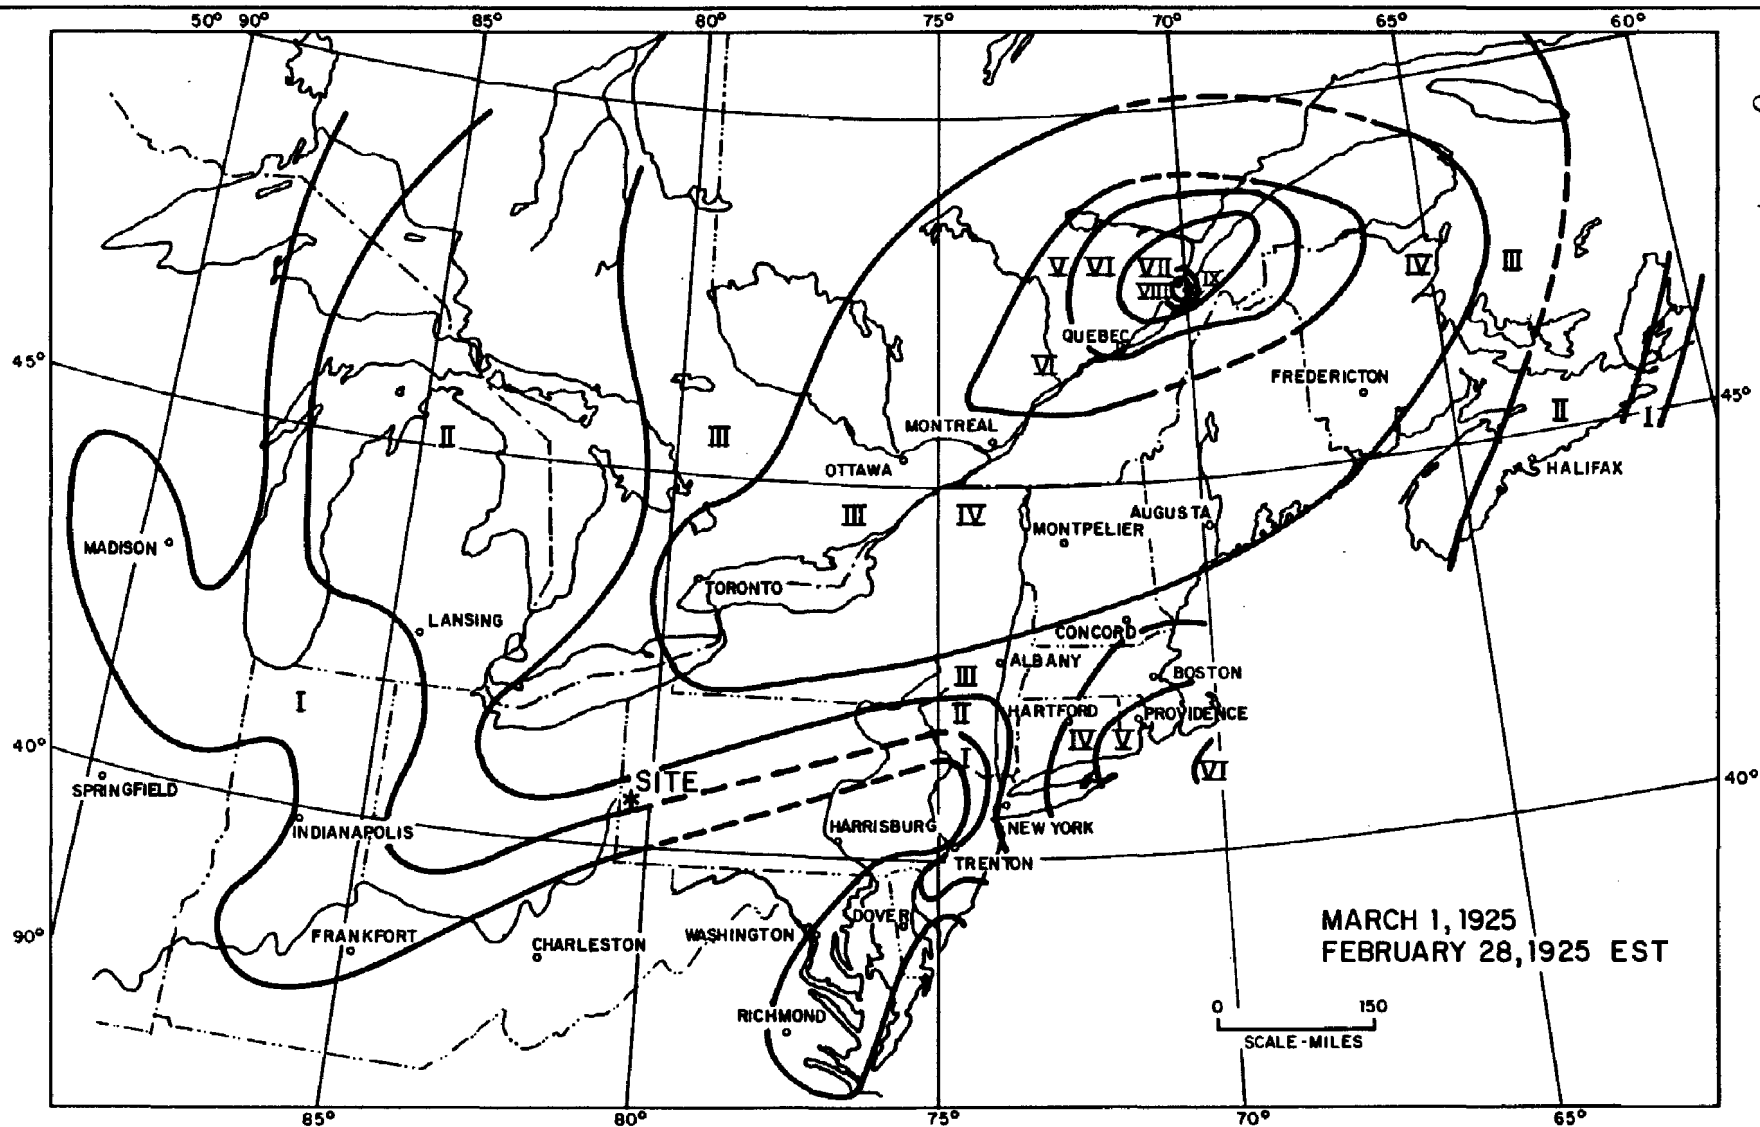 50° 90° 85° 80° 75° 70° 65° 60°
V VI VII IX IV III
VIII
QUEBEC
45°
VI
FREDERICTON
45°
II III
MONTREAL
II I
OTTAWA
HALIFAX
III IV
AUGUSTA
MONTPELIER
MADISON
TORONTO
LANSING
CONCORD
ALBANY
III
BOSTON
I
II
HARTFORD
PROVIDENCE
IV V
40°
I
VI
SITE
40°
SPRINGFIELD
INDIANAPOLIS
HARRISBURG
NEW YORK
TRENTON
DOVER
MARCH 1, 1925
90°
FRANKFORT
CHARLESTON
WASHINGTON
FEBRUARY 28, 1925 EST
RICHMOND
0 150
SCALE-MILES
85° 80° 75° 70° 65°